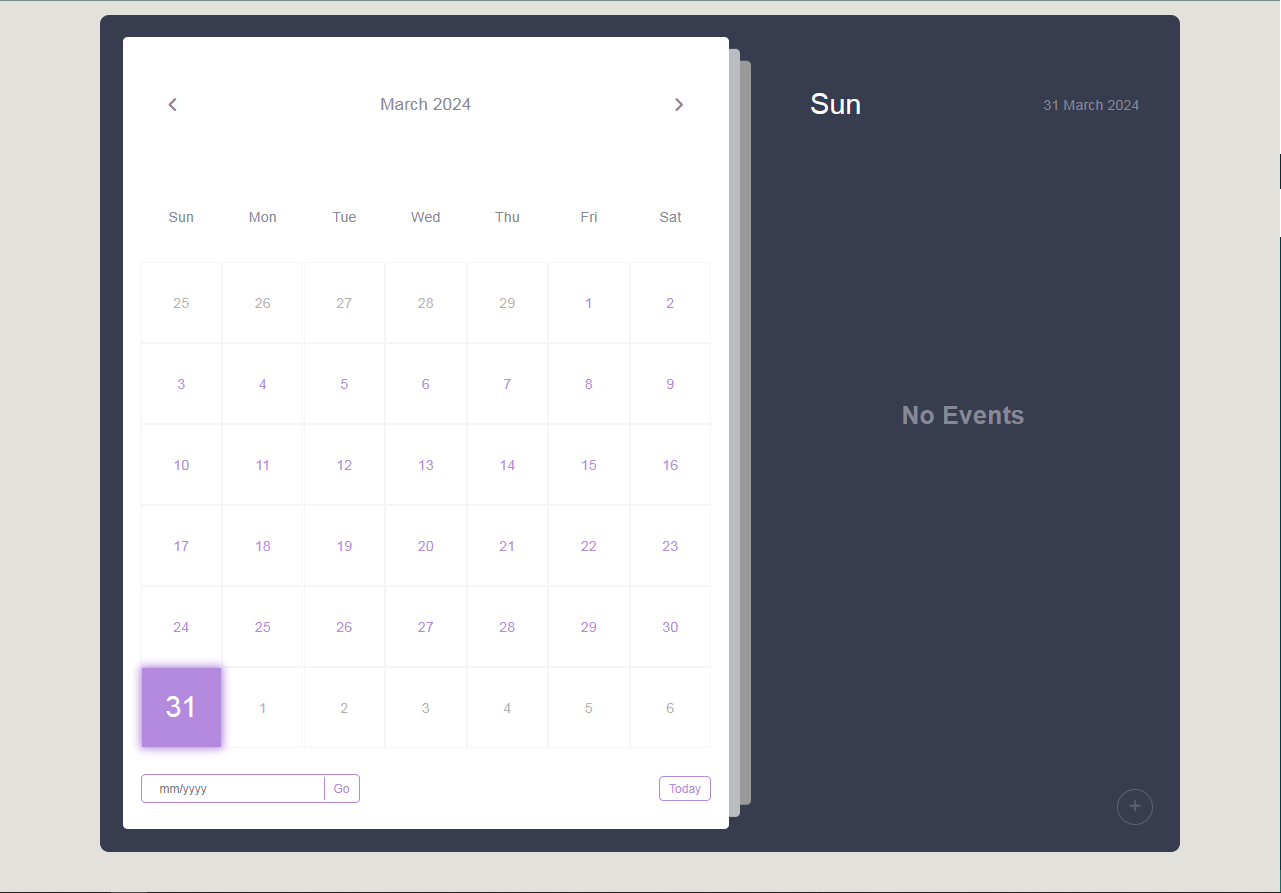 March 2024
Sun 31 March 2024
Sun Mon Tue Wed Thu Fri Sat
25 26 27 28 29 1 2
3 4 5 6 7 8 9
10 11 12 13 14 15 16
17 18 19 20 21 22 23
24 25 26 27 28 29 30
31 1 2 3 4 5 6
mm/yyyy Go Today
No Events
+